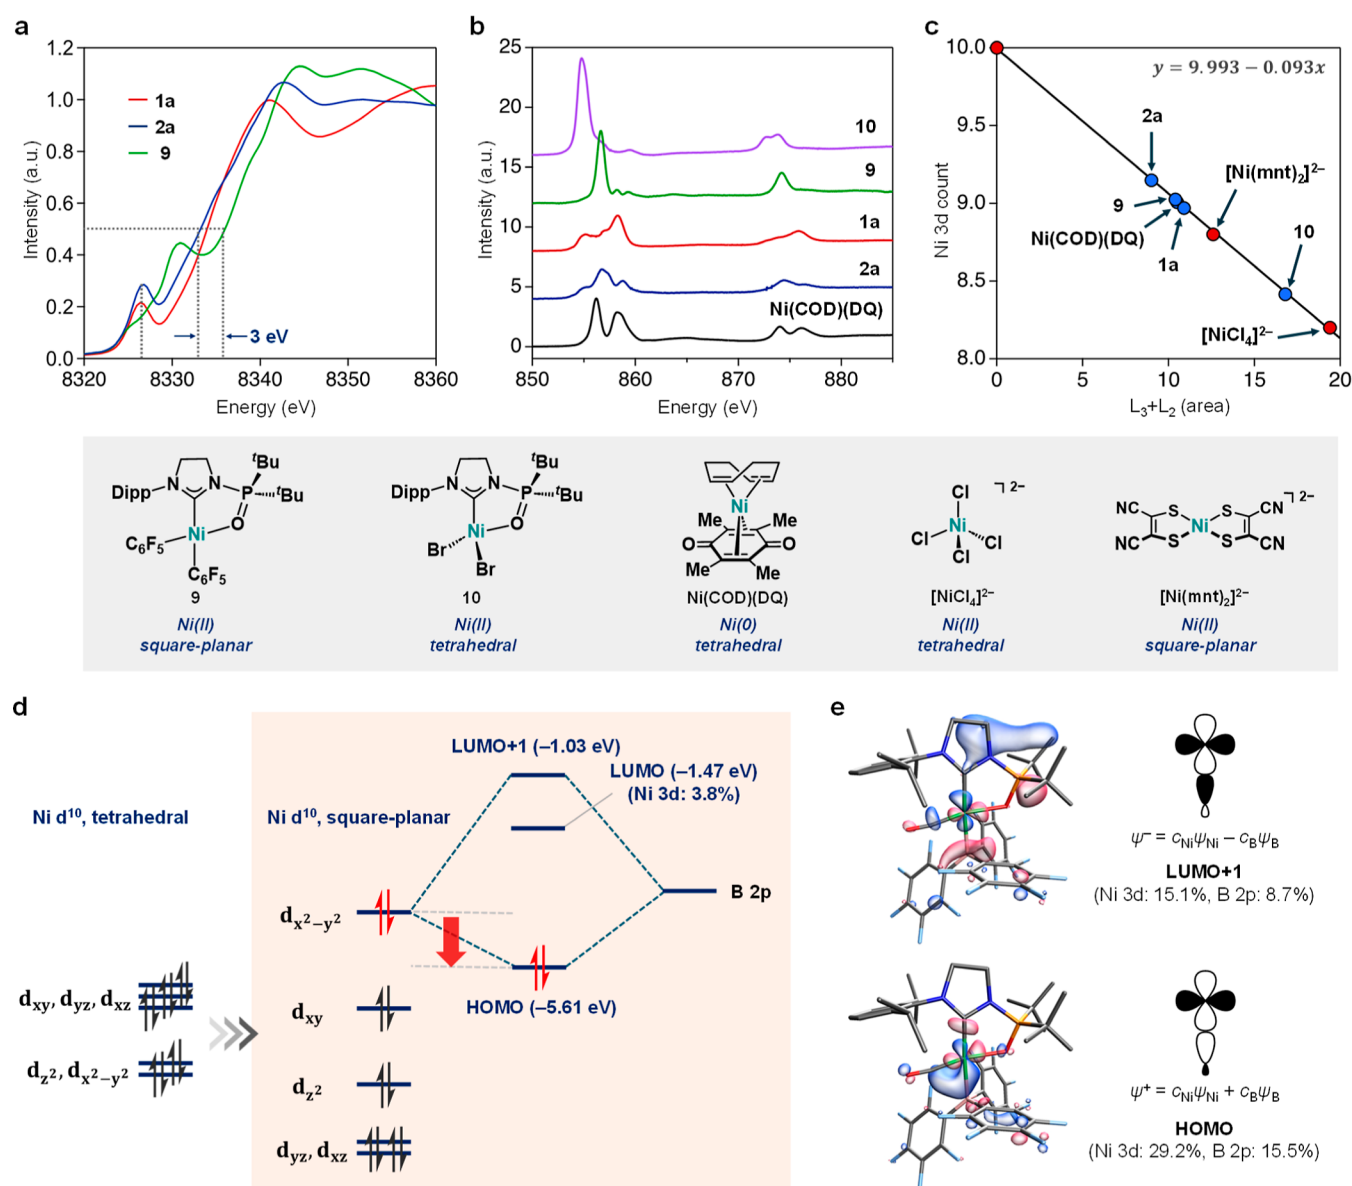 a
1.2
1.0
0.8
0.6
0.4
0.2
0.0
8320
8330
8340
8350
8360
Intensity (a.u.)
Energy (eV)
1a
2a
9
3 eV
b
25
20
15
10
5
0
850
860
870
880
Intensity (a.u.)
Energy (eV)
10
9
1a
2a
Ni(COD)(DQ)
c
10.0
9.5
9.0
8.5
8.0
0
5
10
15
20
Ni 3d count
L₃+L₂ (area)
y = 9.993 − 0.093x
2a
[Ni(mnt)₂]²⁻
9
Ni(COD)(DQ)
1a
10
[NiCl₄]²⁻
Dipp
N
N
P
ᵗBu
ᵗBu
O
Ni
C₆F₅
C₆F₅
9
Ni(II)
square-planar
Dipp
N
N
P
ᵗBu
ᵗBu
O
Ni
Br
Br
10
Ni(II)
tetrahedral
Ni
Me
Me
O
O
Me
Me
Ni(COD)(DQ)
Ni(0)
tetrahedral
Cl
2−
Ni
Cl
Cl
Cl
[NiCl₄]²⁻
Ni(II)
tetrahedral
NC
S
S
CN
2−
Ni
NC
S
S
CN
[Ni(mnt)₂]²⁻
Ni(II)
square-planar
d
Ni d¹⁰, tetrahedral
Ni d¹⁰, square-planar
LUMO+1 (−1.03 eV)
LUMO (−1.47 eV)
(Ni 3d: 3.8%)
B 2p
dx²−y²
HOMO (−5.61 eV)
dxy
dz²
dyz, dxz
dxy, dyz, dxz
dz², dx²−y²
e
ψ⁻ = cNiψNi − cBψB
LUMO+1
(Ni 3d: 15.1%, B 2p: 8.7%)
ψ⁺ = cNiψNi + cBψB
HOMO
(Ni 3d: 29.2%, B 2p: 15.5%)